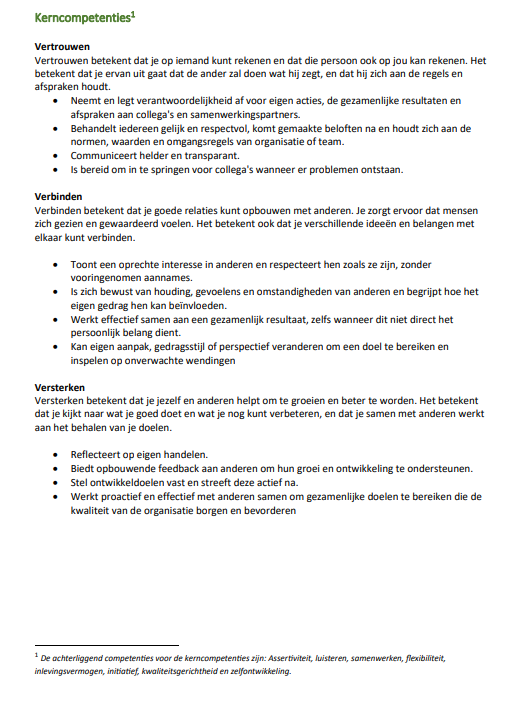 Kerncompetenties¹
Vertrouwen
Vertrouwen betekent dat je op iemand kunt rekenen en dat die persoon ook op jou kan rekenen. Het
betekent dat je ervan uit gaat dat de ander zal doen wat hij zegt, en dat hij zich aan de regels en
afspraken houdt.
• Neemt en legt verantwoordelijkheid af voor eigen acties, de gezamenlijke resultaten en
afspraken aan collega's en samenwerkingspartners.
• Behandelt iedereen gelijk en respectvol, komt gemaakte beloften na en houdt zich aan de
normen, waarden en omgangsregels van organisatie of team.
• Communiceert helder en transparant.
• Is bereid om in te springen voor collega's wanneer er problemen ontstaan.
Verbinden
Verbinden betekent dat je goede relaties kunt opbouwen met anderen. Je zorgt ervoor dat mensen
zich gezien en gewaardeerd voelen. Het betekent ook dat je verschillende ideeën en belangen met
elkaar kunt verbinden.
• Toont een oprechte interesse in anderen en respecteert hen zoals ze zijn, zonder
vooringenomen aannames.
• Is zich bewust van houding, gevoelens en omstandigheden van anderen en begrijpt hoe het
eigen gedrag hen kan beïnvloeden.
• Werkt effectief samen aan een gezamenlijk resultaat, zelfs wanneer dit niet direct het
persoonlijk belang dient.
• Kan eigen aanpak, gedragsstijl of perspectief veranderen om een doel te bereiken en
inspelen op onverwachte wendingen
Versterken
Versterken betekent dat je jezelf en anderen helpt om te groeien en beter te worden. Het betekent
dat je kijkt naar wat je goed doet en wat je nog kunt verbeteren, en dat je samen met anderen werkt
aan het behalen van je doelen.
• Reflecteert op eigen handelen.
• Biedt opbouwende feedback aan anderen om hun groei en ontwikkeling te ondersteunen.
• Stel ontwikkeldoelen vast en streeft deze actief na.
• Werkt proactief en effectief met anderen samen om gezamenlijke doelen te bereiken die de
kwaliteit van de organisatie borgen en bevorderen
¹ De achterliggend competenties voor de kerncompetenties zijn: Assertiviteit, luisteren, samenwerken, flexibiliteit,
inlevingsvermogen, initiatief, kwaliteitsgerichtheid en zelfontwikkeling.